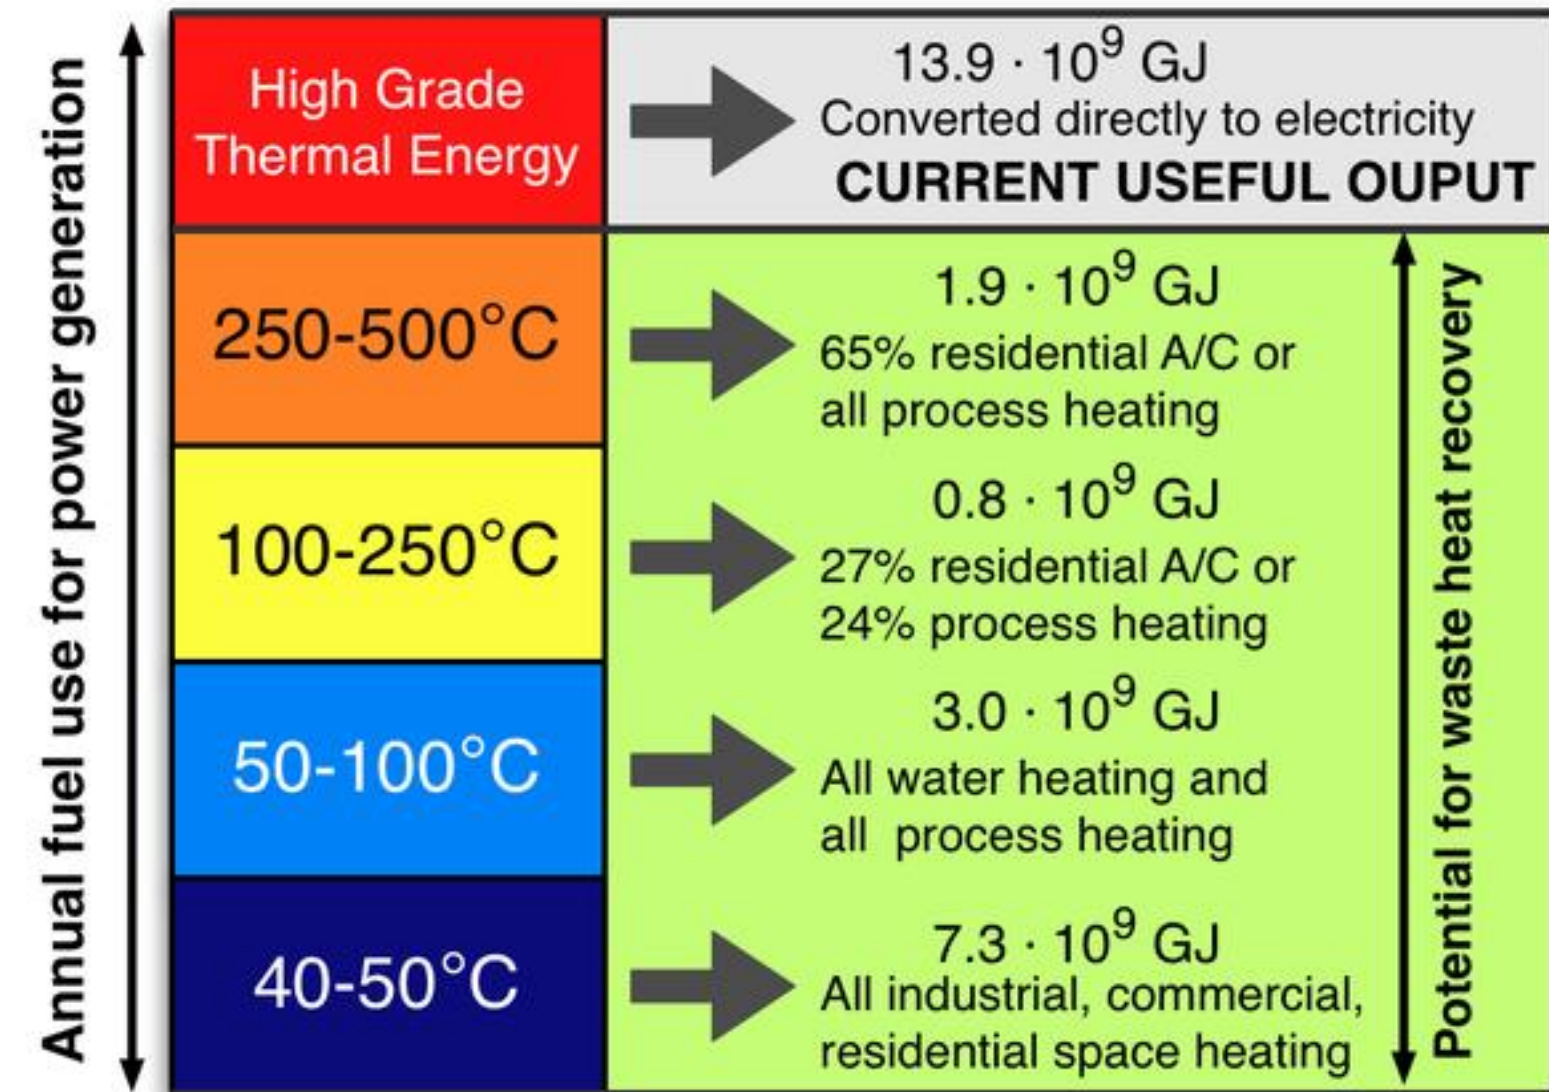 Annual fuel use for power generation
High Grade
Thermal Energy
13.9 · 10⁹ GJ
Converted directly to electricity
CURRENT USEFUL OUPUT
250-500°C
1.9 · 10⁹ GJ
65% residential A/C or
all process heating
100-250°C
0.8 · 10⁹ GJ
27% residential A/C or
24% process heating
50-100°C
3.0 · 10⁹ GJ
All water heating and
all process heating
40-50°C
7.3 · 10⁹ GJ
All industrial, commercial,
residential space heating
Potential for waste heat recovery